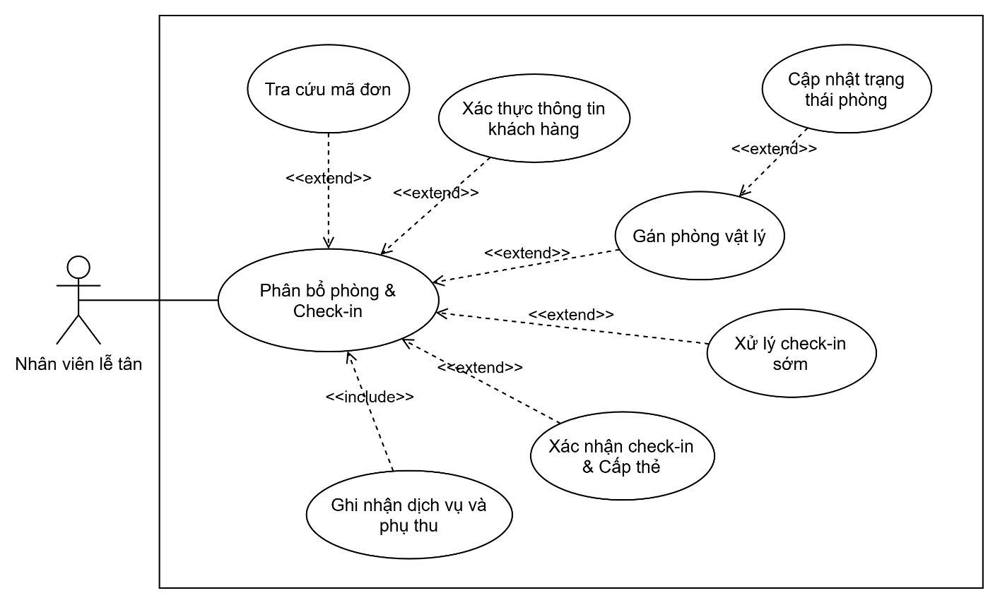 Tra cứu mã đơn
Xác thực thông tin
khách hàng
Cập nhật trạng
thái phòng
<<extend>>
<<extend>>
<<extend>>
Gán phòng vật lý
<<extend>>
Phân bổ phòng &
Check-in
<<extend>>
Xử lý check-in
sớm
Nhân viên lễ tân
<<extend>>
<<include>>
Xác nhận check-in
& Cấp thẻ
Ghi nhận dịch vụ và
phụ thu